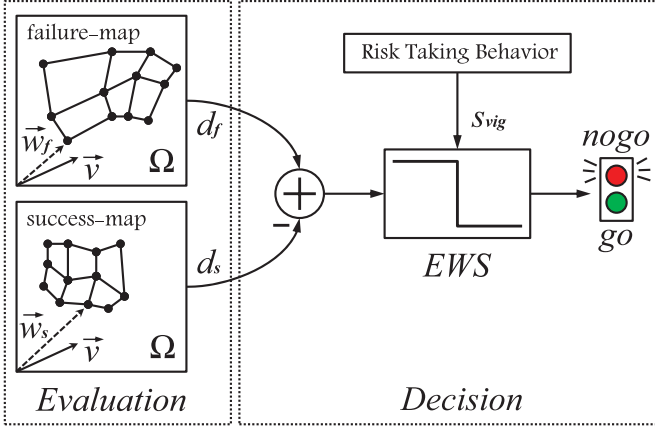 failure-map
w_f
v
Ω
d_f
success-map
w_s
v
Ω
d_s
Evaluation
Risk Taking Behavior
S_vig
+
−
EWS
nogo
go
Decision